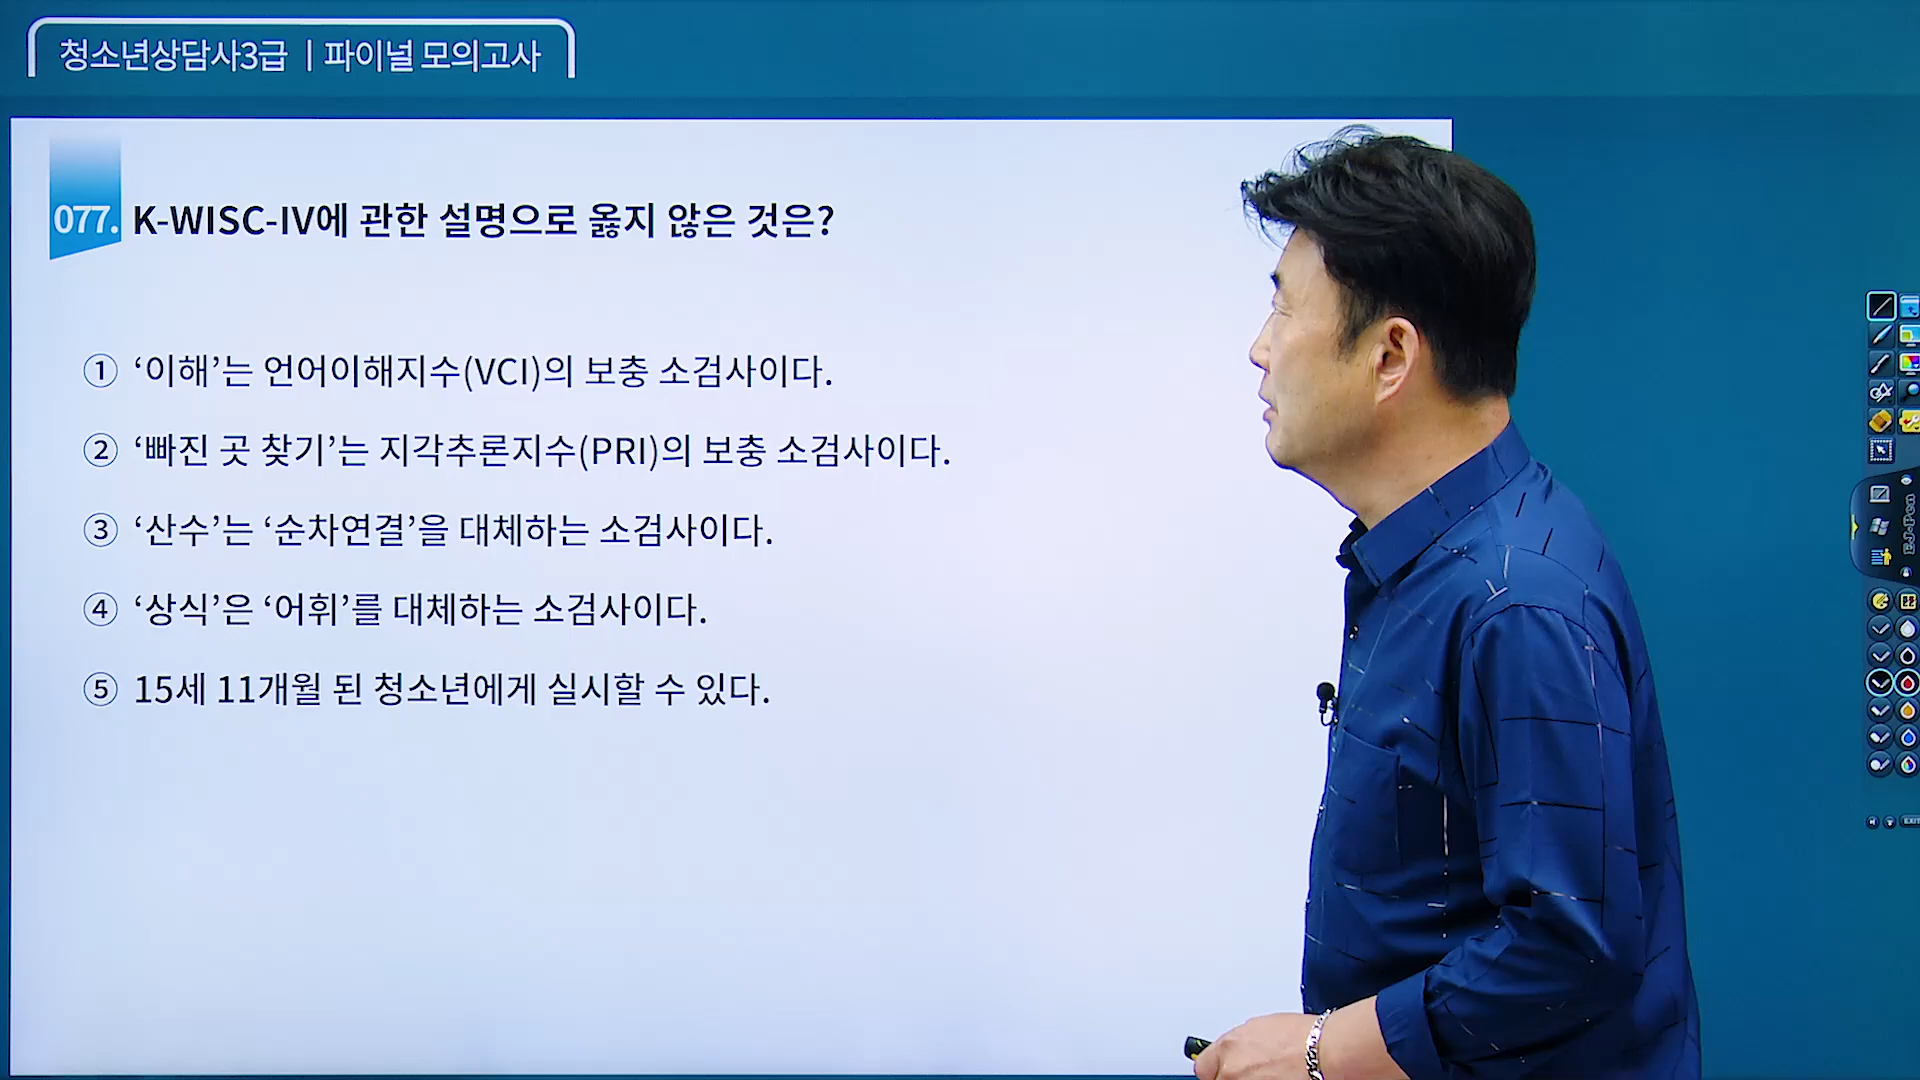 청소년상담사3급 | 파이널 모의고사
077. K-WISC-IV에 관한 설명으로 옳지 않은 것은?
① ‘이해’는 언어이해지수(VCI)의 보충 소검사이다.
② ‘빠진 곳 찾기’는 지각추론지수(PRI)의 보충 소검사이다.
③ ‘산수’는 ‘순차연결’을 대체하는 소검사이다.
④ ‘상식’은 ‘어휘’를 대체하는 소검사이다.
⑤ 15세 11개월 된 청소년에게 실시할 수 있다.